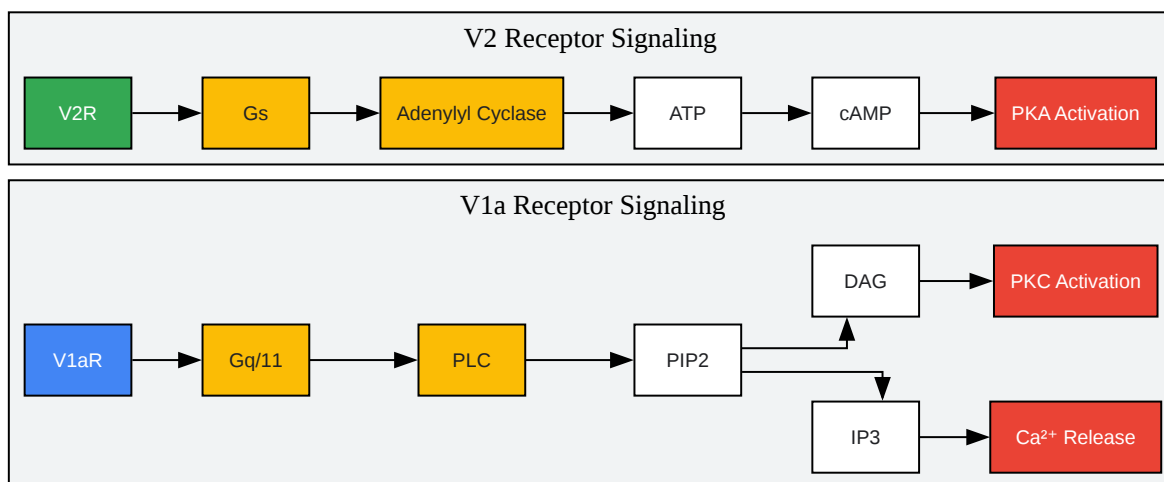 V2 Receptor Signaling
V2R
Gs
Adenylyl Cyclase
ATP
cAMP
PKA Activation
V1a Receptor Signaling
DAG
PKC Activation
V1aR
Gq/11
PLC
PIP2
IP3
Ca²⁺ Release